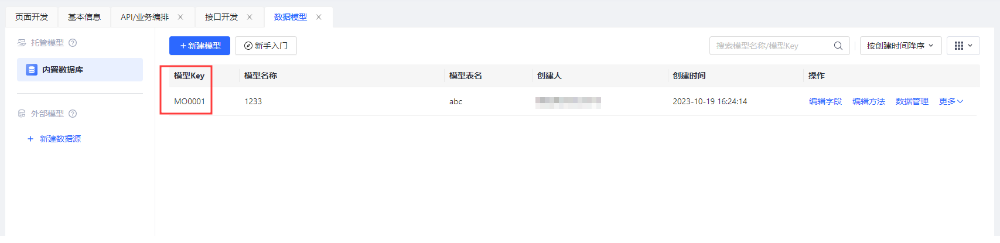 页面开发 基本信息 API/业务编排 接口开发 数据模型
托管模型
内置数据库
外部模型
+ 新建数据源
+新建模型 新手入门 搜索模型名称/模型Key 按创建时间降序
模型Key 模型名称 模型表名 创建人 创建时间 操作
MO0001 1233 abc 2023-10-19 16:24:14 编辑字段 编辑方法 数据管理 更多